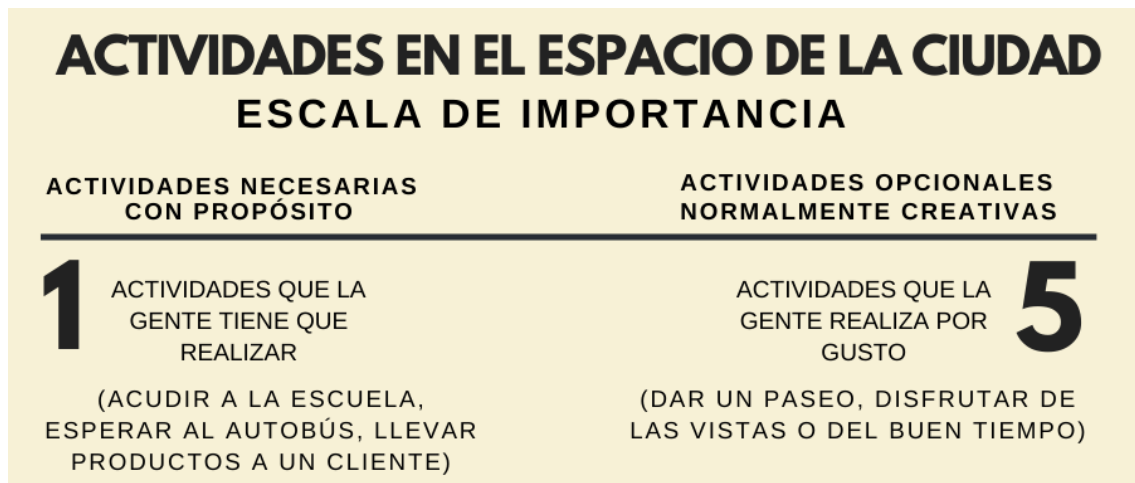 ACTIVIDADES EN EL ESPACIO DE LA CIUDAD
ESCALA DE IMPORTANCIA
ACTIVIDADES NECESARIAS
CON PROPÓSITO
ACTIVIDADES OPCIONALES
NORMALMENTE CREATIVAS
1
ACTIVIDADES QUE LA
GENTE TIENE QUE
REALIZAR
(ACUDIR A LA ESCUELA,
ESPERAR AL AUTOBÚS, LLEVAR
PRODUCTOS A UN CLIENTE)
ACTIVIDADES QUE LA
GENTE REALIZA POR
GUSTO
5
(DAR UN PASEO, DISFRUTAR DE
LAS VISTAS O DEL BUEN TIEMPO)